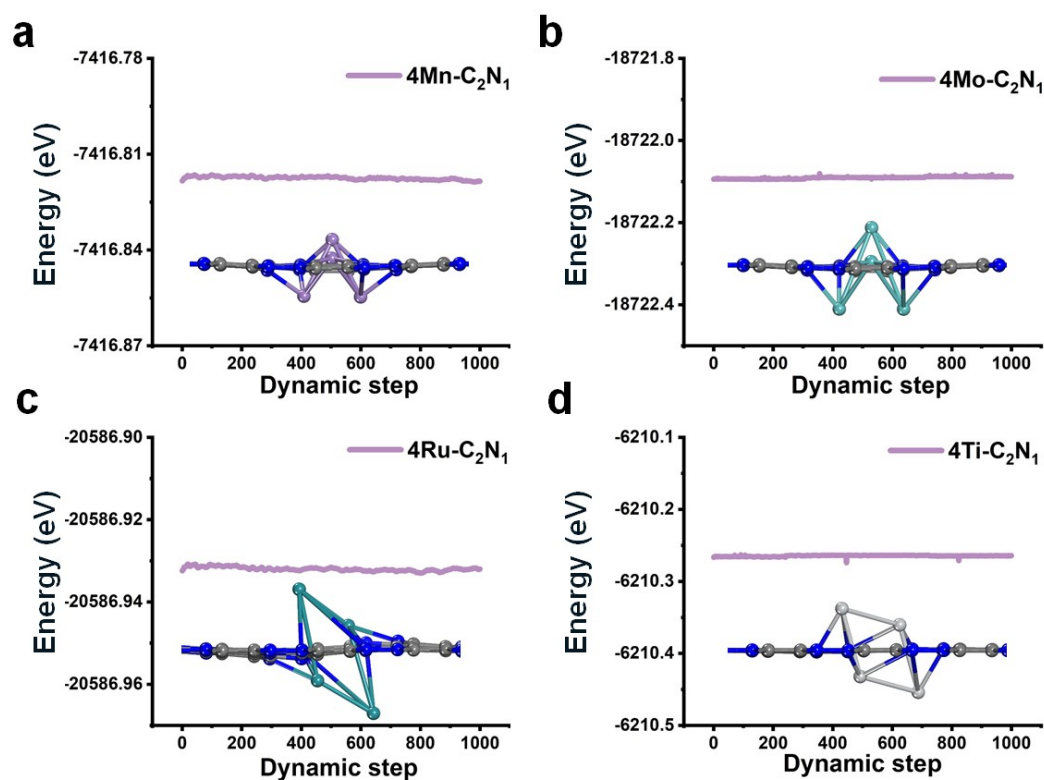 a
-7416.78
-7416.81
-7416.84
-7416.87
Energy (eV)
4Mn-C₂N₁
0 200 400 600 800 1000
Dynamic step
b
-18721.8
-18722.0
-18722.2
-18722.4
Energy (eV)
4Mo-C₂N₁
0 200 400 600 800 1000
Dynamic step
c
-20586.90
-20586.92
-20586.94
-20586.96
Energy (eV)
4Ru-C₂N₁
0 200 400 600 800 1000
Dynamic step
d
-6210.1
-6210.2
-6210.3
-6210.4
-6210.5
Energy (eV)
4Ti-C₂N₁
0 200 400 600 800 1000
Dynamic step